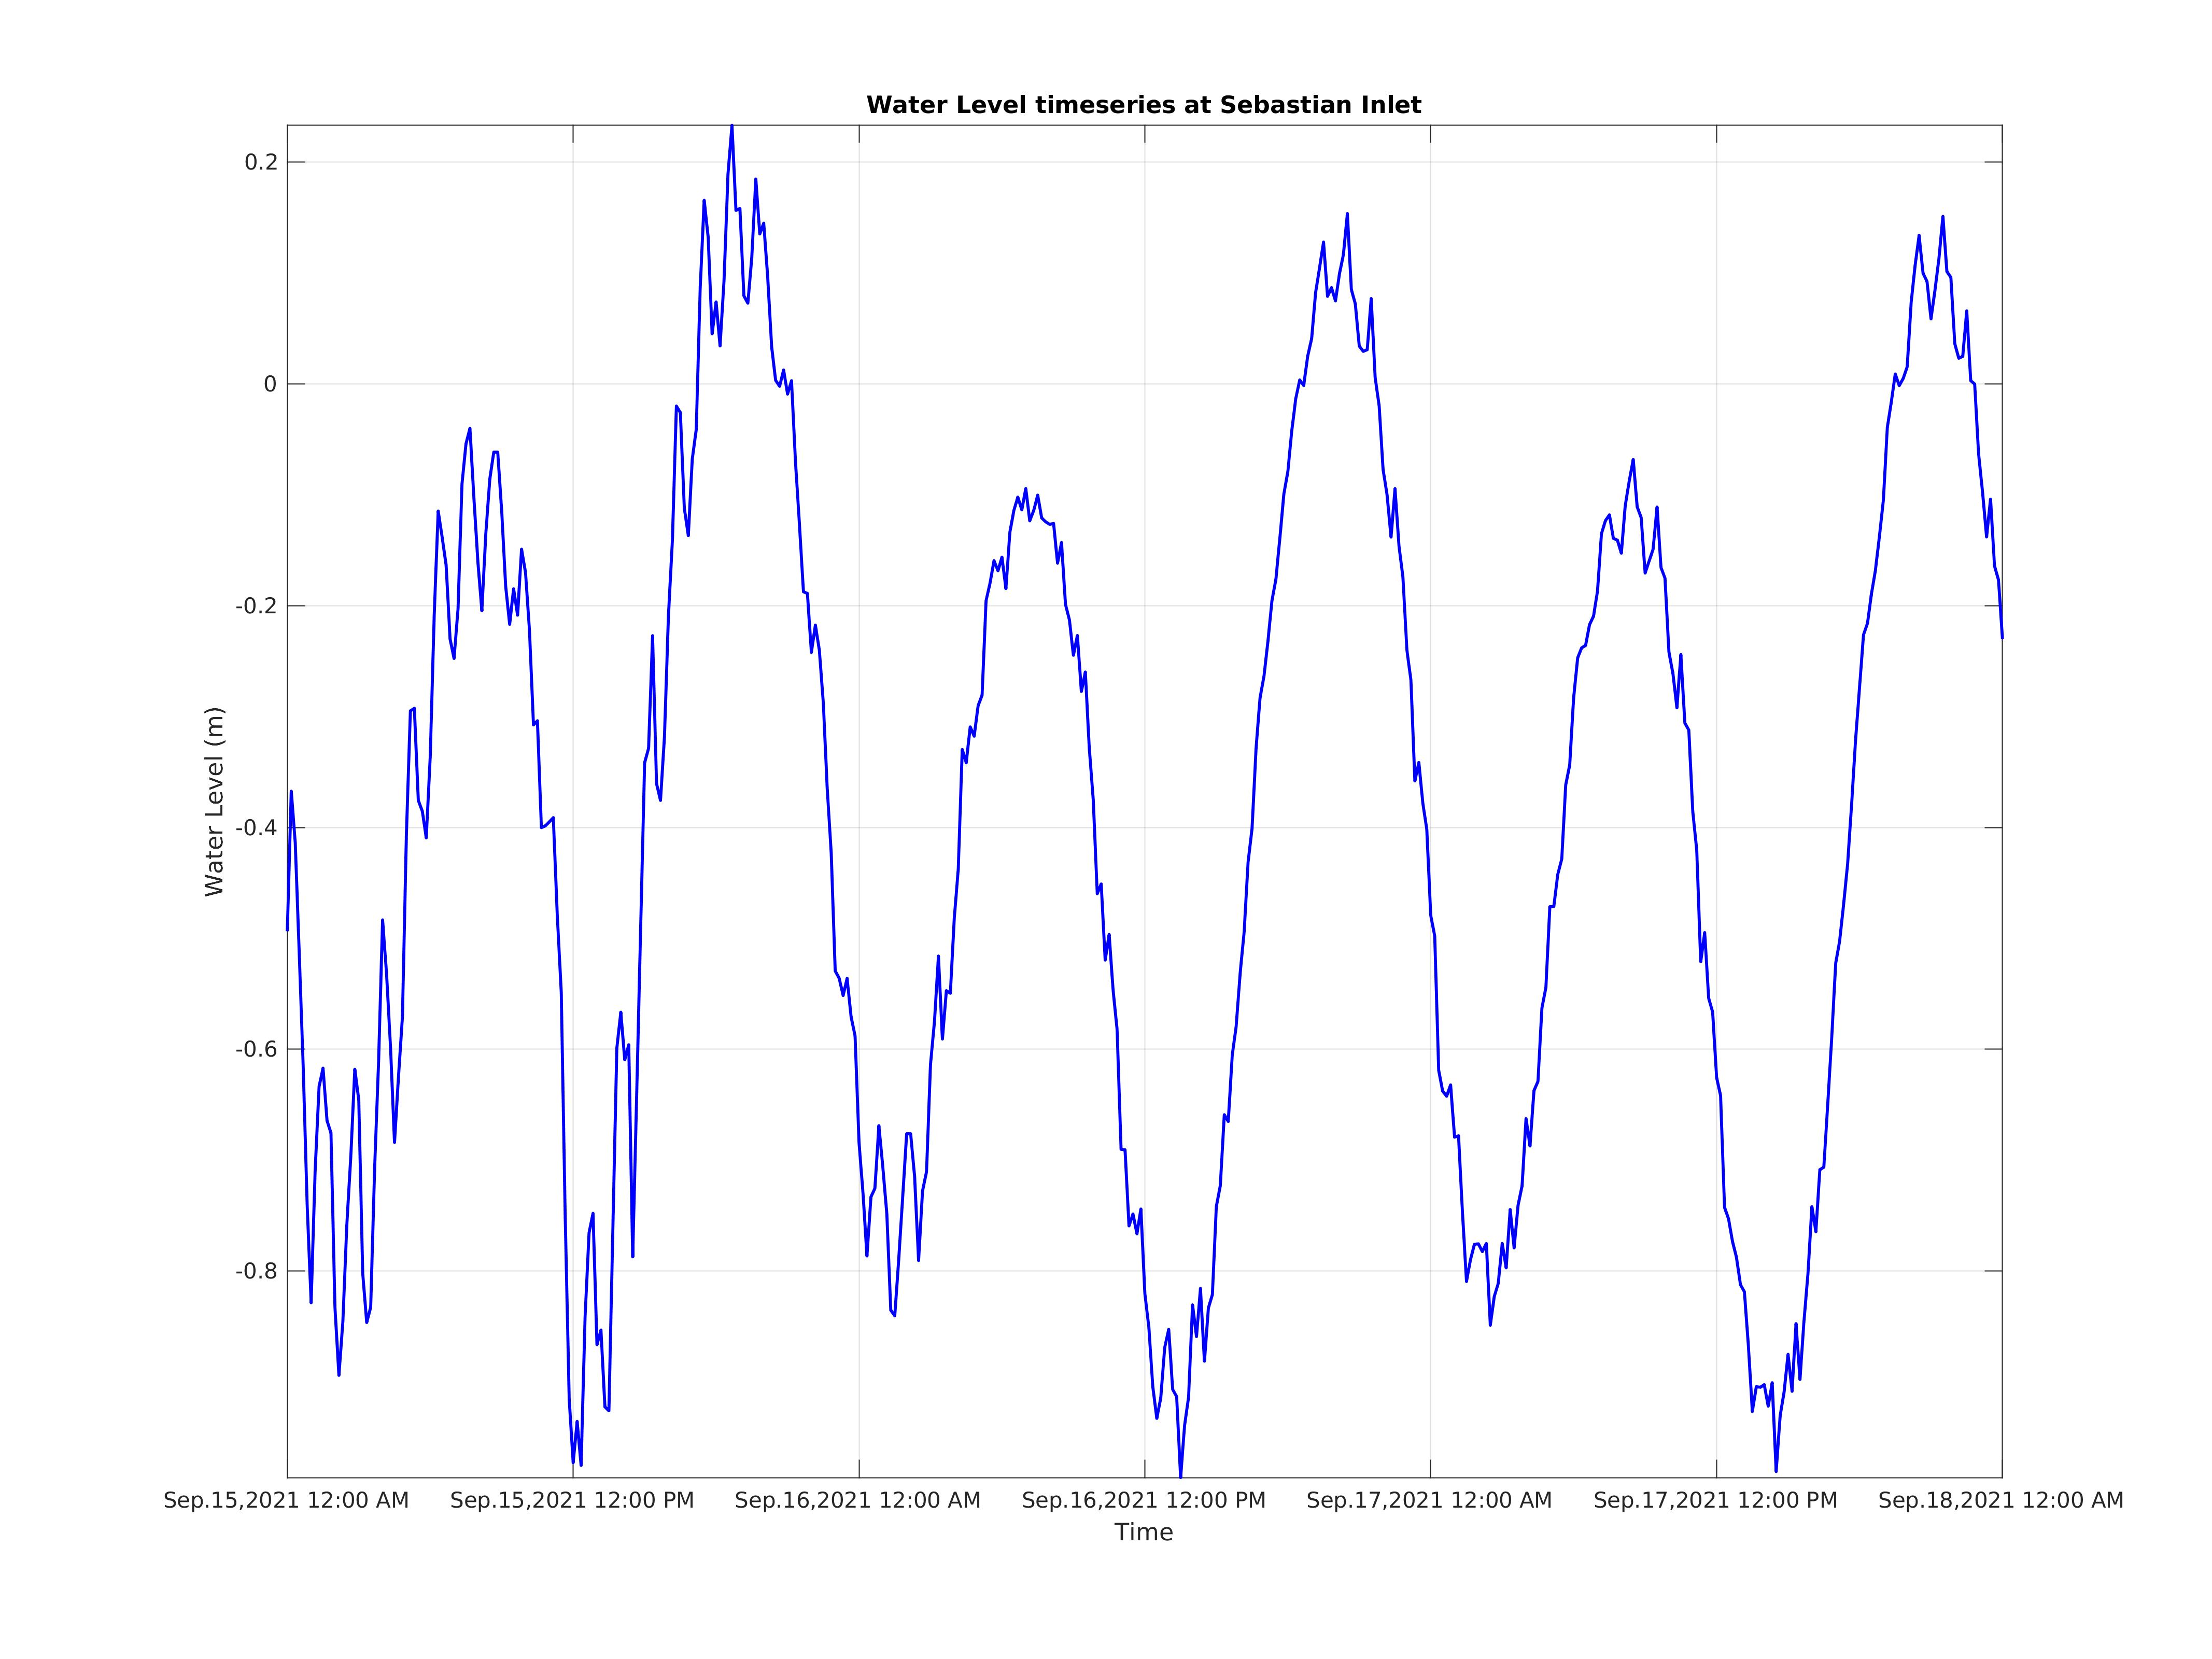 Water Level timeseries at Sebastian Inlet
0.2
0
-0.2
-0.4
-0.6
-0.8
Water Level (m)
Sep.15,2021 12:00 AM
Sep.15,2021 12:00 PM
Sep.16,2021 12:00 AM
Sep.16,2021 12:00 PM
Sep.17,2021 12:00 AM
Sep.17,2021 12:00 PM
Sep.18,2021 12:00 AM
Time